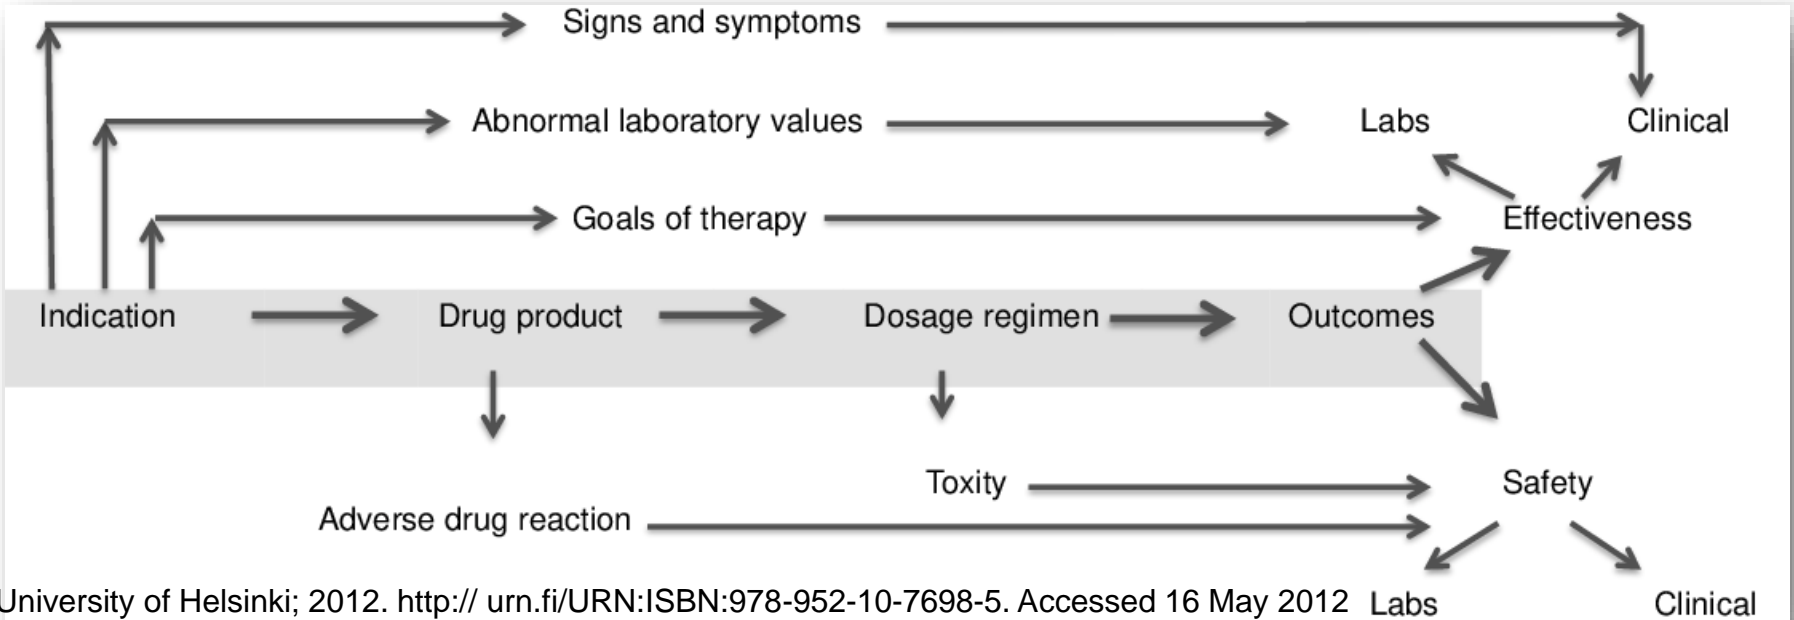 Signs and symptoms
Abnormal laboratory values Labs Clinical
Goals of therapy Effectiveness
Indication Drug product Dosage regimen Outcomes
Toxity Safety
Adverse drug reaction
University of Helsinki; 2012. http:// urn.fi/URN:ISBN:978-952-10-7698-5. Accessed 16 May 2012 Labs Clinical